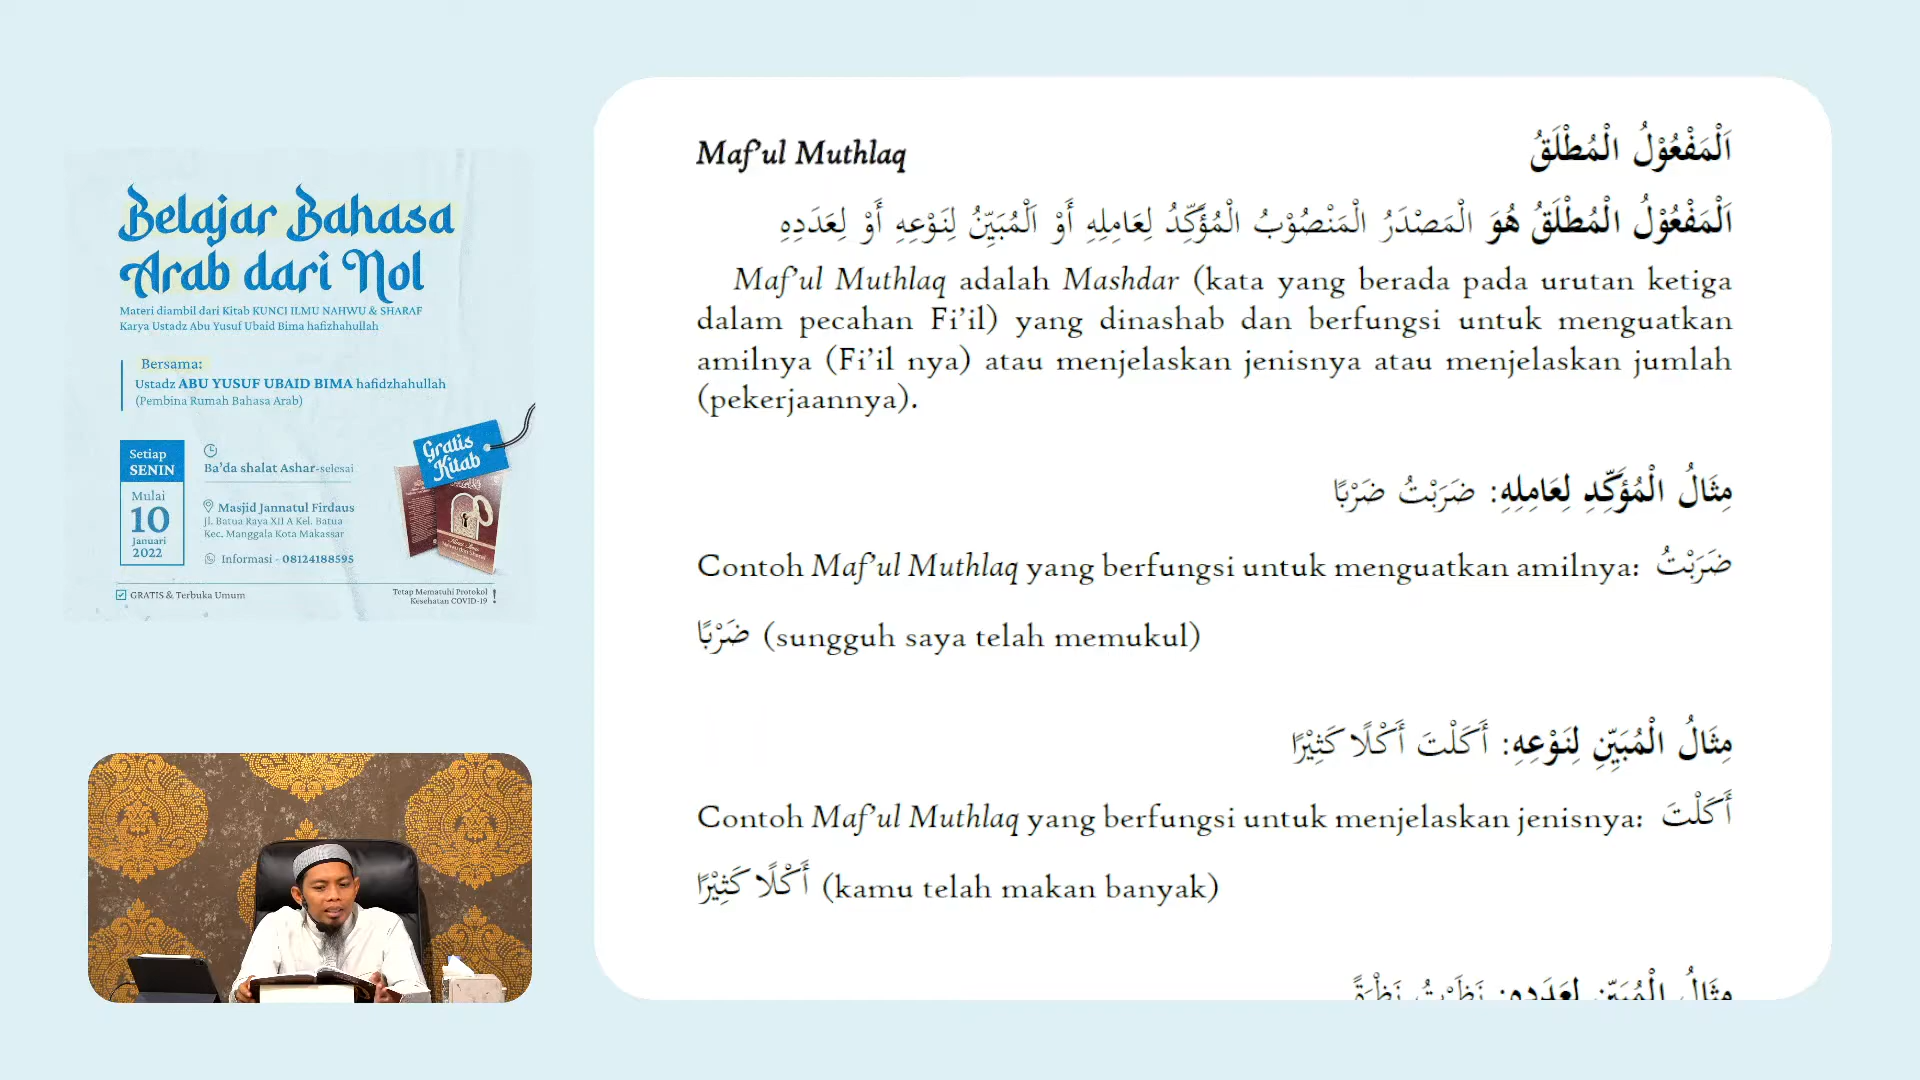 Belajar Bahasa
Arab dari Nol
Materi diambil dari Kitab KUNCI ILMU NAHWU & SHARAF
Karya Ustadz Abu Yusuf Ubaid Bima hafizhahullah
Bersama:
Ustadz ABU YUSUF UBAID BIMA hafidzhahullah
(Pembina Rumah Bahasa Arab)
Setiap
SENIN
Mulai
10
Januari
2022
Ba'da shalat Ashar-selesai
Masjid Jannatul Firdaus
Jl. Batua Raya XII A Kel. Batua
Kec. Manggala Kota Makassar
Informasi - 08124188595
Gratis
Kitab
GRATIS & Terbuka Umum
Tetap Mematuhi Protokol
Kesehatan COVID-19 !
Maf'ul Muthlaq اَلْمَفْعُوْلُ الْمُطْلَقُ
اَلْمَفْعُوْلُ الْمُطْلَقُ هُوَ الْمَصْدَرُ الْمَنْصُوْبُ الْمُؤَكِّدُ لِعَامِلِهِ أَوْ اَلْمُبَيِّنُ لِنَوْعِهِ أَوْ لِعَدَدِهِ
Maf'ul Muthlaq adalah Mashdar (kata yang berada pada urutan ketiga
dalam pecahan Fi'il) yang dinashab dan berfungsi untuk menguatkan
amilnya (Fi'il nya) atau menjelaskan jenisnya atau menjelaskan jumlah
(pekerjaannya).
مِثَالُ الْمُؤَكِّدِ لِعَامِلِهِ: ضَرَبْتُ ضَرْبًا
Contoh Maf'ul Muthlaq yang berfungsi untuk menguatkan amilnya: ضَرَبْتُ
ضَرْبًا (sungguh saya telah memukul)
مِثَالُ الْمُبَيِّنِ لِنَوْعِهِ: أَكَلْتَ أَكْلًا كَثِيْرًا
Contoh Maf'ul Muthlaq yang berfungsi untuk menjelaskan jenisnya: أَكَلْتَ
أَكْلًا كَثِيْرًا (kamu telah makan banyak)
مِثَالُ الْمُبَيِّنِ لِعَدَدِهِ: نَظَرْتُ نَظْرَةً